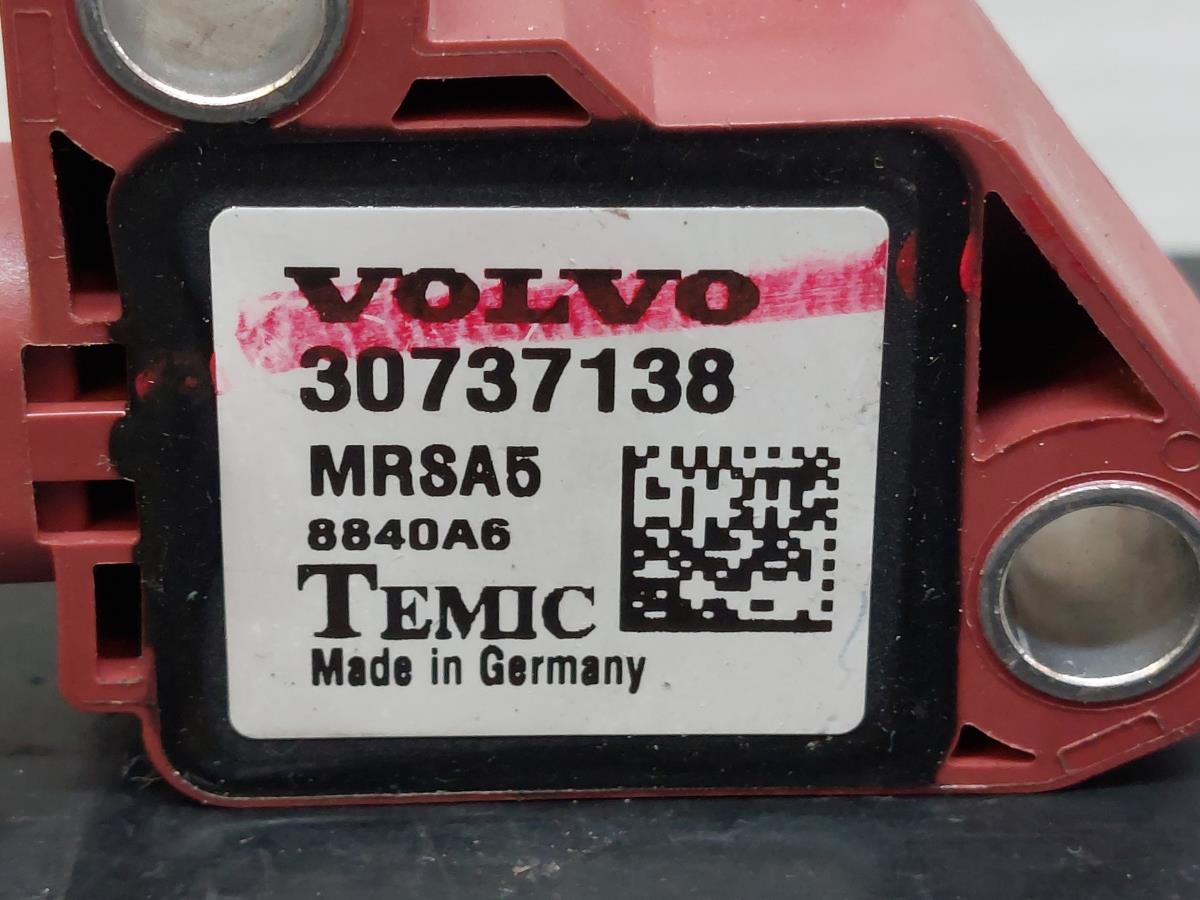 VOLVO
30737138
MRSA5
8840A6
TEMIC
Made in Germany